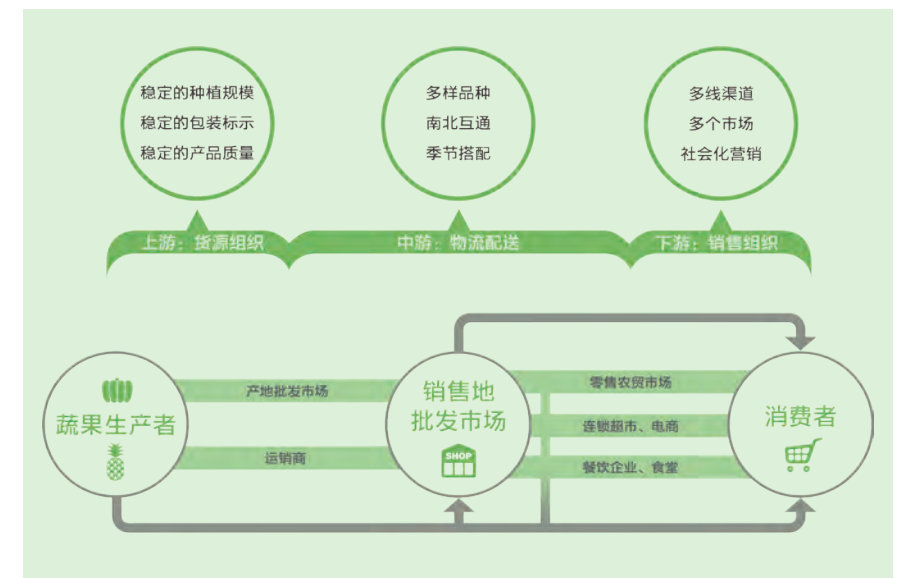 稳定的种植规模
稳定的包装标示
稳定的产品质量
多样品种
南北互通
季节搭配
多线渠道
多个市场
社会化营销
上游：货源组织
中游：物流配送
下游：销售组织
蔬果生产者
产地批发市场
运销商
销售地
批发市场
SHOP
零售农贸市场
连锁超市、电商
餐饮企业、食堂
消费者